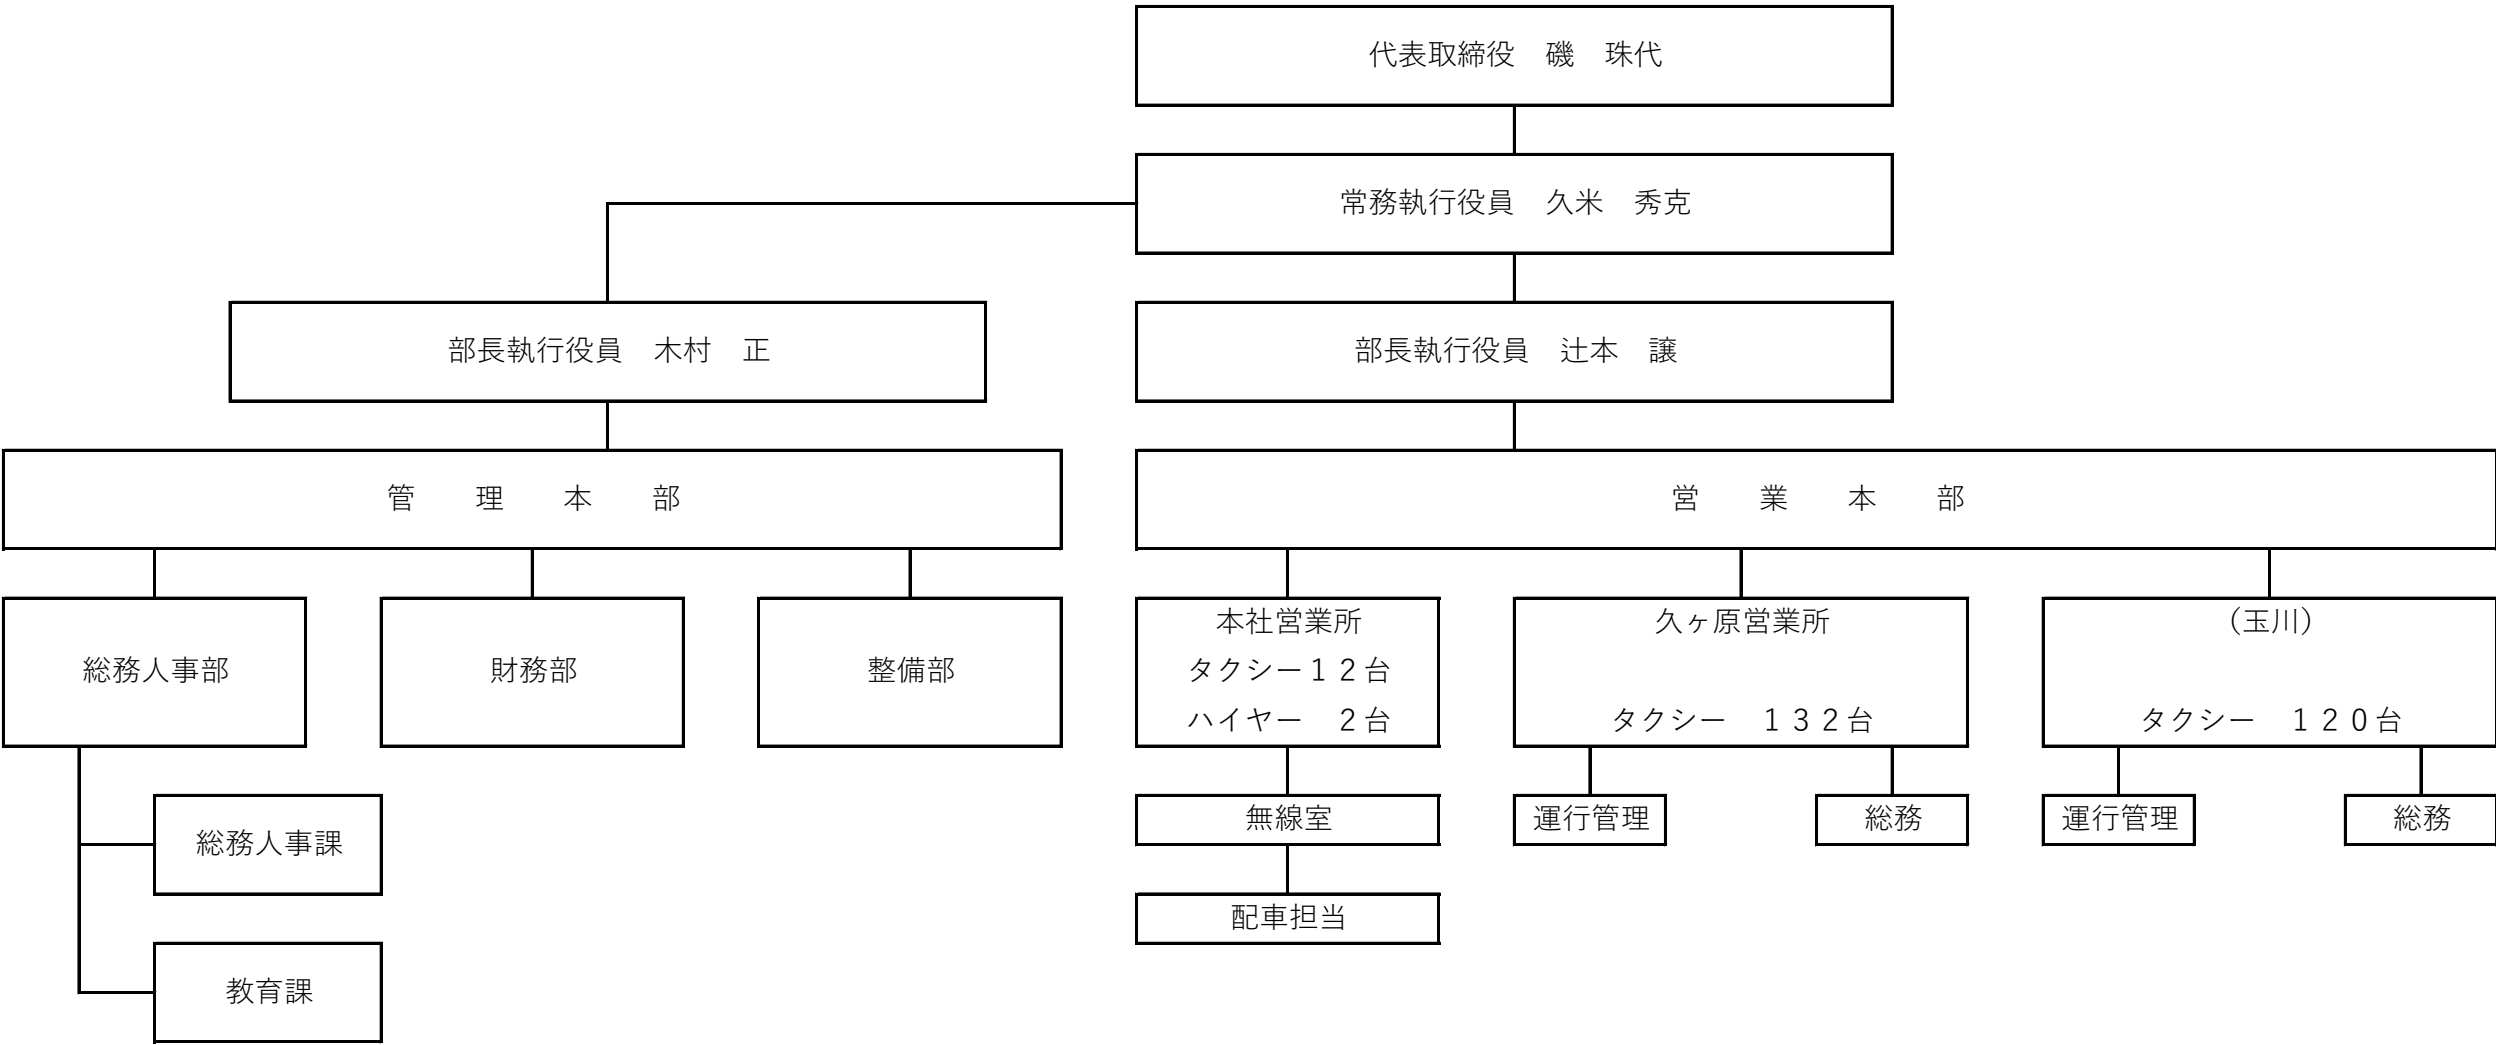 代表取締役　磯　珠代
常務執行役員　久米　秀克
部長執行役員　木村　正
部長執行役員　辻本　譲
管　理　本　部
営　業　本　部
総務人事部
財務部
整備部
本社営業所
タクシー１２台
ハイヤー　２台
久ヶ原営業所
タクシー　１３２台
（玉川）
タクシー　１２０台
無線室
運行管理
総務
運行管理
総務
総務人事課
配車担当
教育課